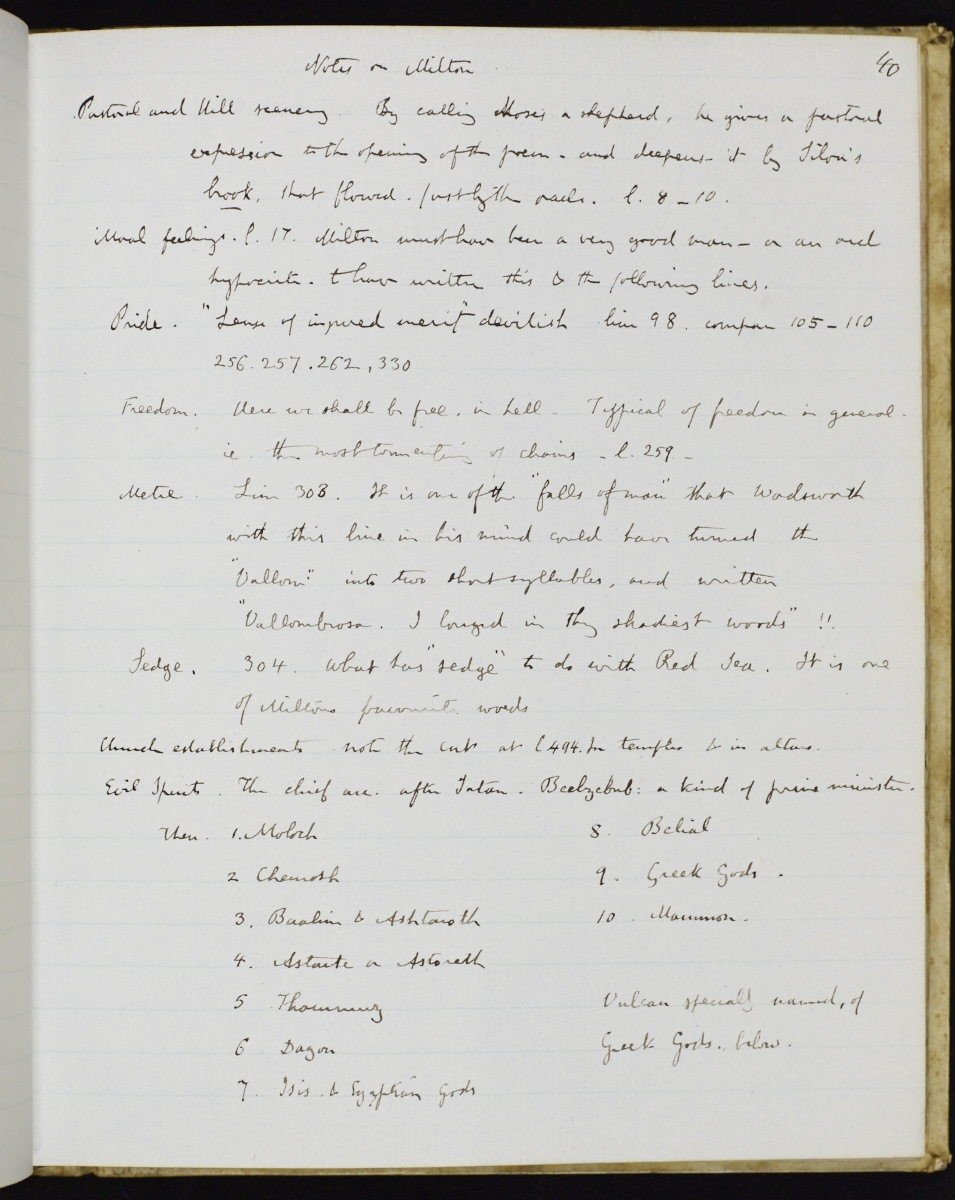 Notes on Milton
40
Pastoral and Hill scenery. By calling Moses a shepherd, he gives a pastoral
expression to the opening of the poem - and deepens it by Siloa's
brook, that flowed. fast by the oracle. l. 8 - 10.
Moral feelings. l. 17. Milton must have been a very good man - or an
hypocrite. to have written this & the following lines.
Pride. "Sense of injured merit" devilish line 98. compare 105 - 110
256. 257. 262, 330
Freedom. Here we shall be free, in hell. Typical of freedom in general.
ie. the most tormenting of chains - l. 259 -
Metre. Line 303. It is one of the "falls of man" that Wordsworth
with this line in his mind could have turned the
"Vallom" into two short syllables, and written
"Vallombrosa. I longed in thy shadiest woods" !!.
Sedge. 304. What has "sedge" to do with Red Sea. It is one
of Miltons favourite words
Church establishments note the cut at l 494. In temples & in altars.
Evil Spirits. The chief are. after Satan. Beelzebub: a kind of prime minister.
Then. 1. Moloch
2 Chemosh
3. Baalim & Ashtaroth
4. Astarte or Astoreth
5 Thammuz
6 Dagon
7. Isis. & Egyptian Gods
8. Belial
9. Greek Gods.
10. Mammon.
Vulcan specially named, of
Greek Gods. below.